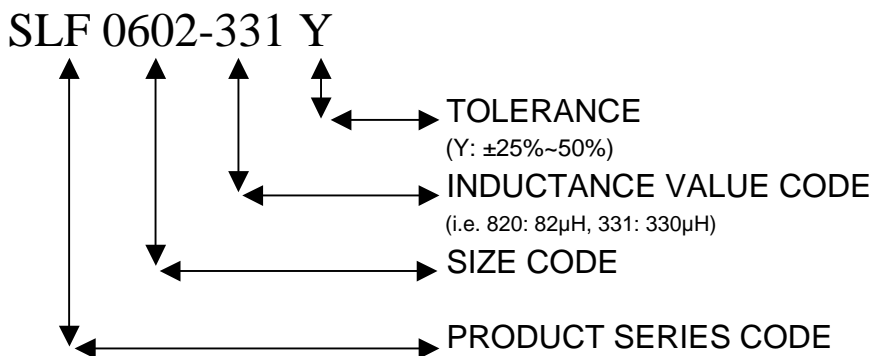 SLF 0602-331 Y
TOLERANCE
(Y: ±25%~50%)
INDUCTANCE VALUE CODE
(i.e. 820: 82µH, 331: 330µH)
SIZE CODE
PRODUCT SERIES CODE